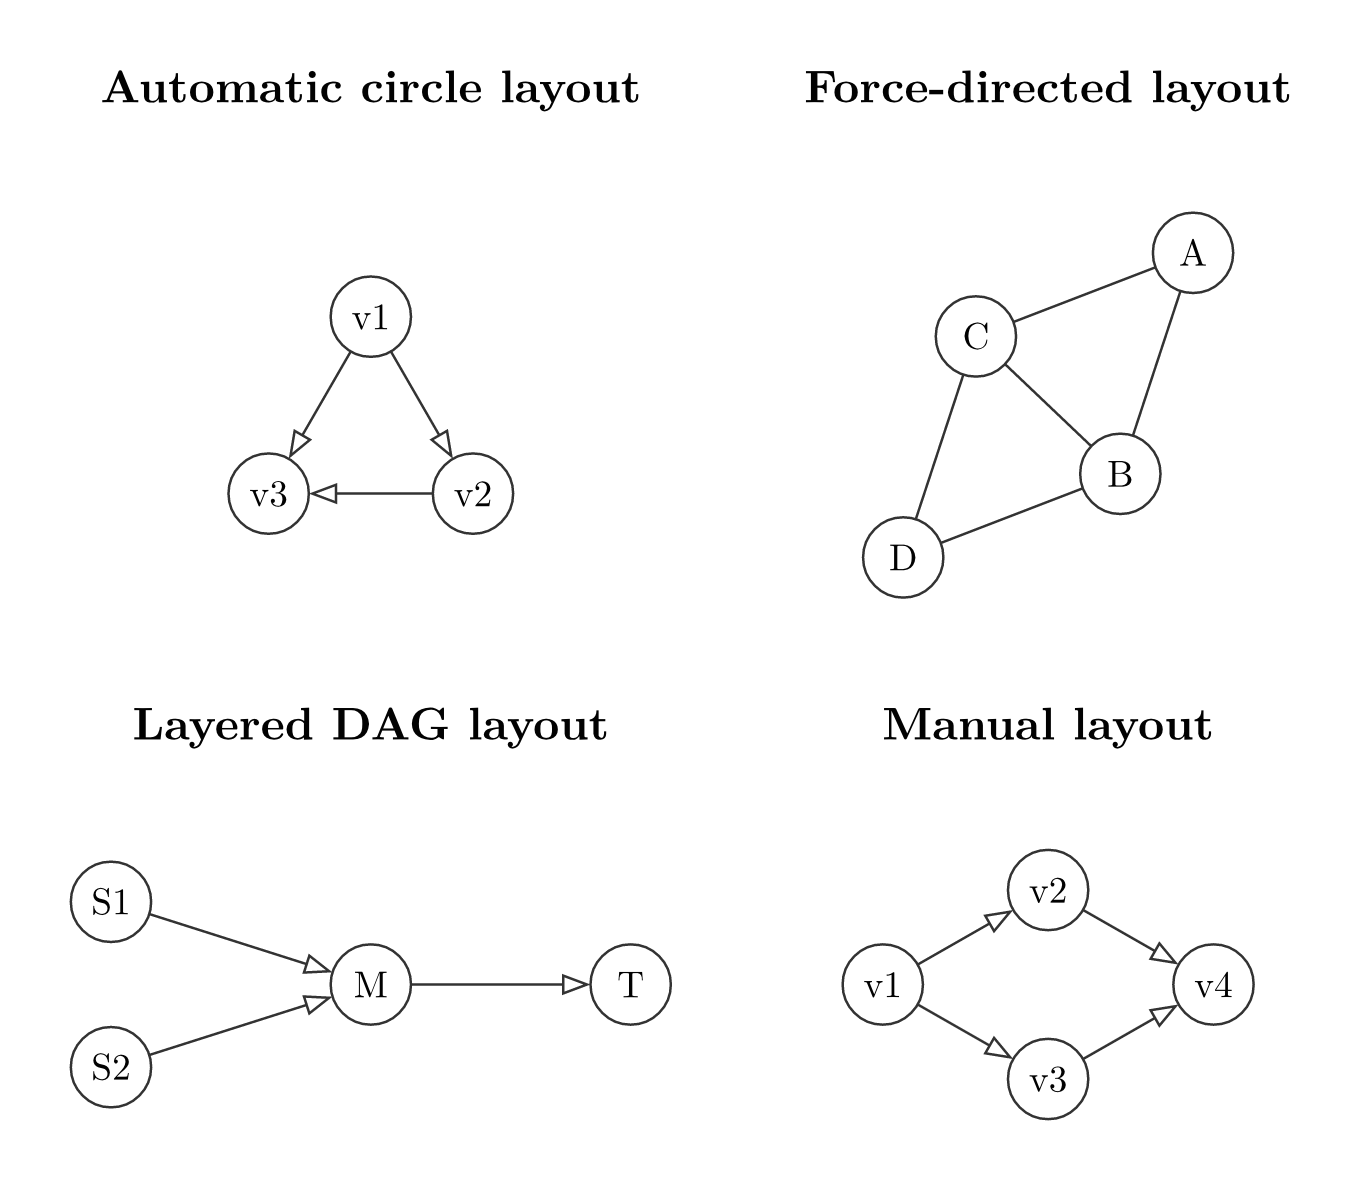 Automatic circle layout
v1
v3
v2
Force-directed layout
A
C
B
D
Layered DAG layout
S1
M
T
S2
Manual layout
v2
v1
v4
v3